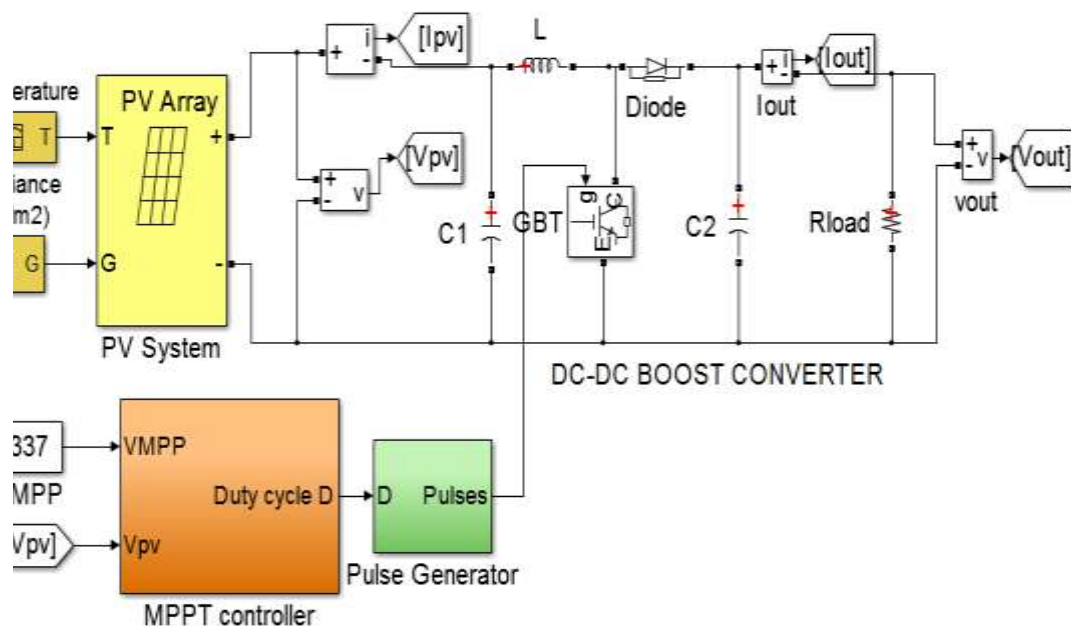 [Ipv]
i
+
-
L
+
Diode
+
i
-
[Iout]
Iout
erature
T
PV Array
T
+
iance
m2)
G
G
-
PV System
[Vpv]
+
-
v
+
C1
g
C
GBT
E
+
C2
+
Rload
+
-
v
[Vout]
vout
DC-DC BOOST CONVERTER
337
MPP
Vpv]
VMPP
Duty cycle D
Vpv
MPPT controller
D
Pulses
Pulse Generator